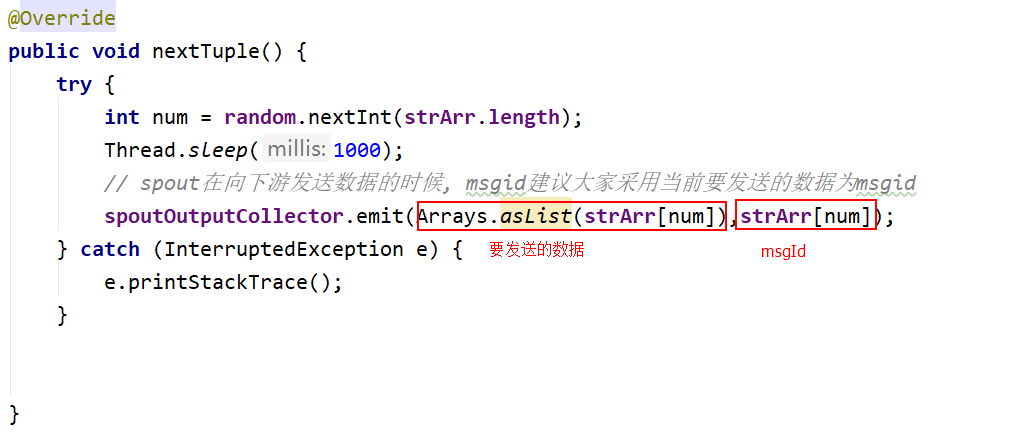 @Override
public void nextTuple() {
try {
int num = random.nextInt(strArr.length);
Thread.sleep( millis: 1000);
// spout在向下游发送数据的时候, msgid建议大家采用当前要发送的数据为msgid
spoutOutputCollector.emit(Arrays.asList(strArr[num]),strArr[num]);
} catch (InterruptedException e) { 要发送的数据 msgId
e.printStackTrace();
}
}